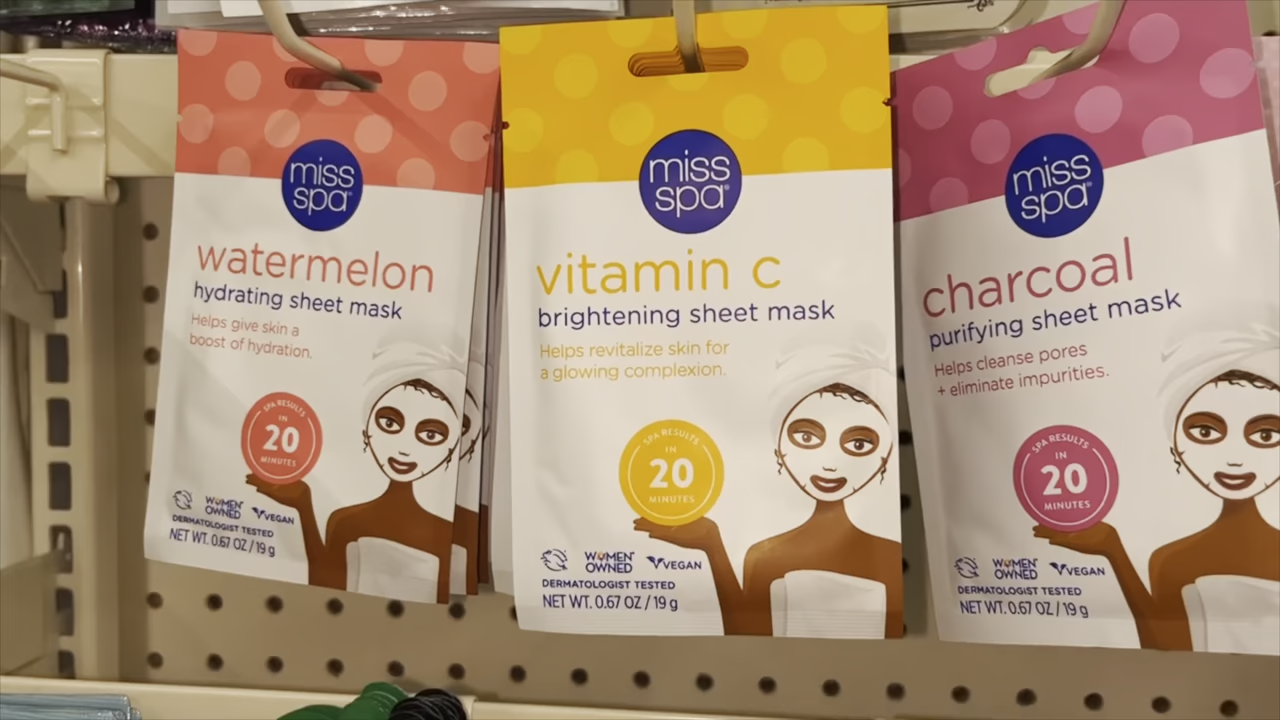 miss
spa
watermelon
hydrating sheet mask
Helps give skin a
boost of hydration.
SPA RESULTS
IN
20
MINUTES
WOMEN
OWNED
VEGAN
DERMATOLOGIST TESTED
NET WT. 0.67 OZ / 19 g
miss
spa
vitamin c
brightening sheet mask
Helps revitalize skin for
a glowing complexion.
SPA RESULTS
IN
20
MINUTES
WOMEN
OWNED
VEGAN
DERMATOLOGIST TESTED
NET WT. 0.67 OZ / 19 g
miss
spa
charcoal
purifying sheet mask
Helps cleanse pores
+ eliminate impurities.
SPA RESULTS
IN
20
MINUTES
WOMEN
OWNED
VEGAN
DERMATOLOGIST TESTED
NET WT. 0.67 OZ / 19 g